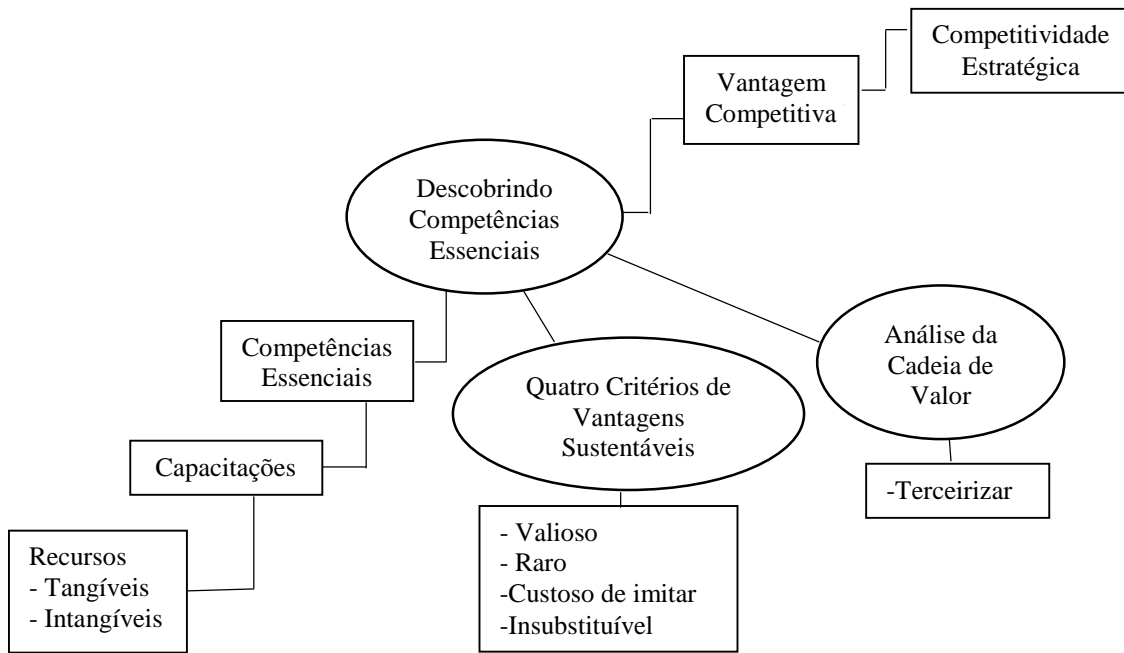 Competitividade
Estratégica
Vantagem
Competitiva
Descobrindo
Competências
Essenciais
Competências
Essenciais
Capacitações
Recursos
- Tangíveis
- Intangíveis
Quatro Critérios de
Vantagens
Sustentáveis
- Valioso
- Raro
-Custoso de imitar
-Insubstituível
Análise da
Cadeia de
Valor
-Terceirizar